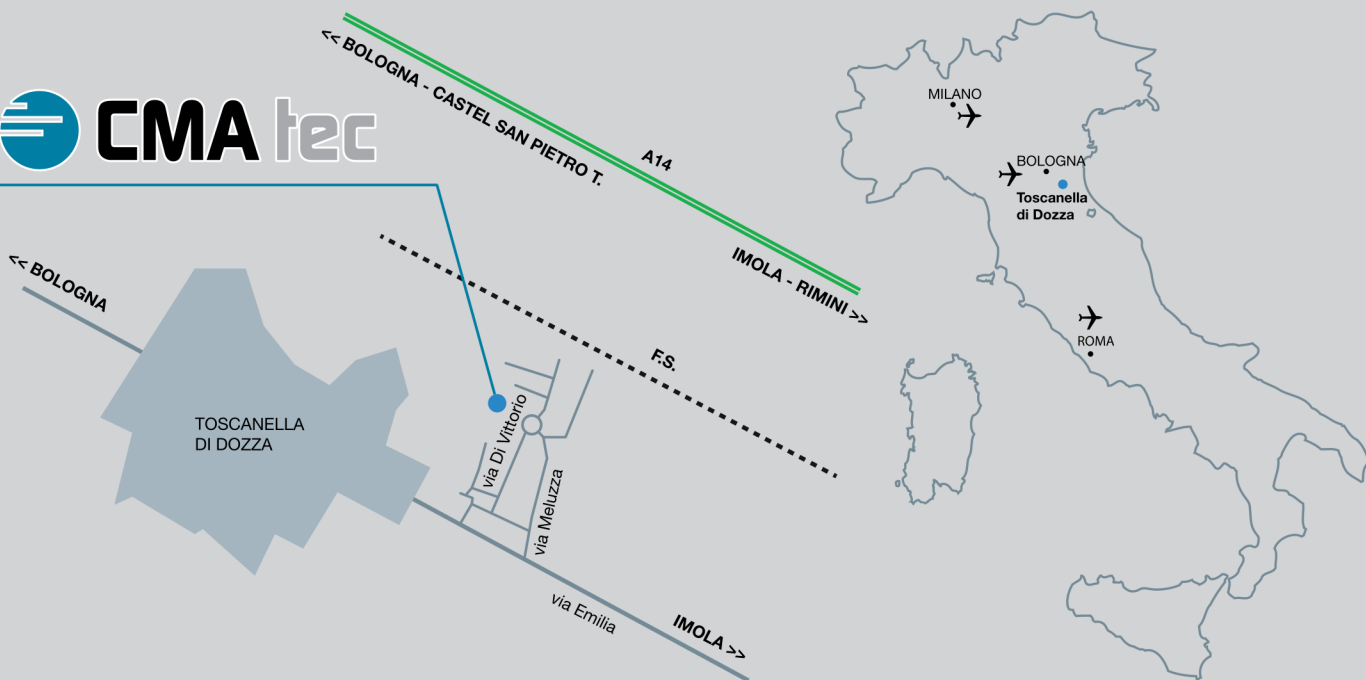 << BOLOGNA - CASTEL SAN PIETRO T.
A14
IMOLA - RIMINI >>
CMA tec
<< BOLOGNA
F.S.
TOSCANELLA
DI DOZZA
via Di Vittorio
via Meluzza
via Emilia
IMOLA >>
MILANO
BOLOGNA
Toscanella
di Dozza
ROMA